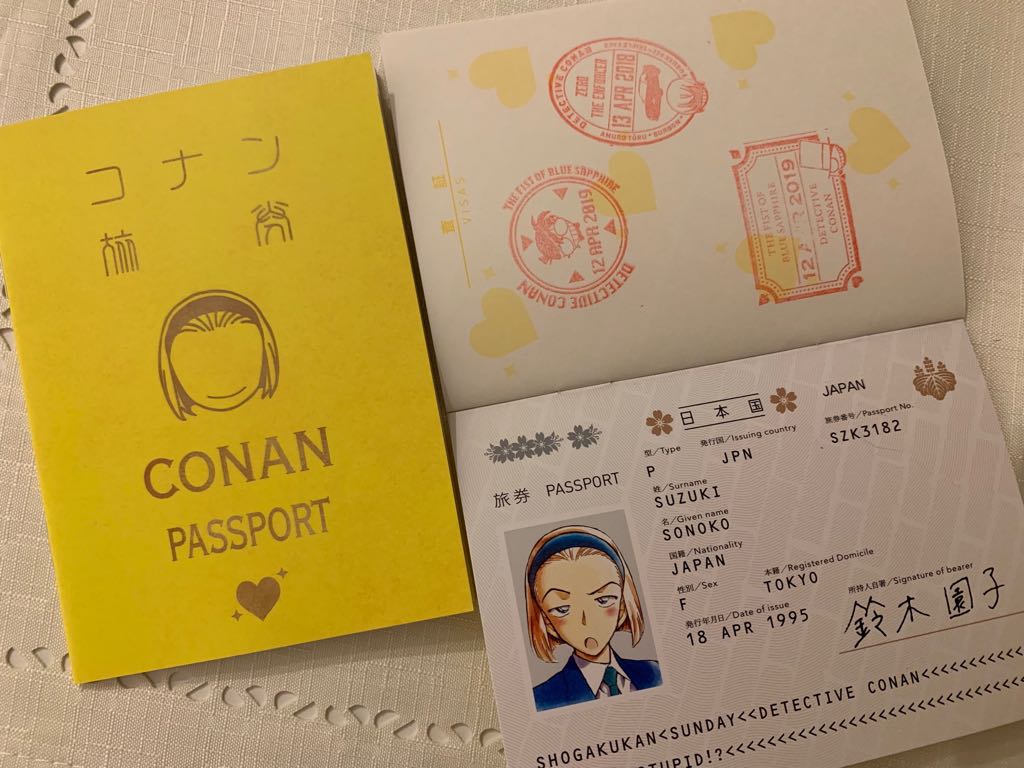 コナン
旅券
CONAN
PASSPORT
査証
VISAS
DETECTIVE CONAN
ZERO
THE ENFORCER
13 APR 2018
AMURO TORU・BOURBON・
THE FIST OF BLUE SAPPHIRE
12 APR 2019
DETECTIVE CONAN
THE FIST OF
BLUE SAPPHIRE
12 APR 2019
DETECTIVE
CONAN
日本国
JAPAN
旅券 PASSPORT
型/Type
P
発行国/Issuing country
JPN
旅券番号/Passport No.
SZK3182
姓/Surname
SUZUKI
名/Given name
SONOKO
国籍/Nationality
JAPAN
性別/Sex
F
本籍/Registered Domicile
TOKYO
発行年月日/Date of issue
18 APR 1995
所持人自署/Signature of bearer
鈴木園子
SHOGAKUKAN<SUNDAY<<DETECTIVE CONAN<<<<<<<<<<
STUPID!?<<<<<<<<<<<<<<<<<<<<